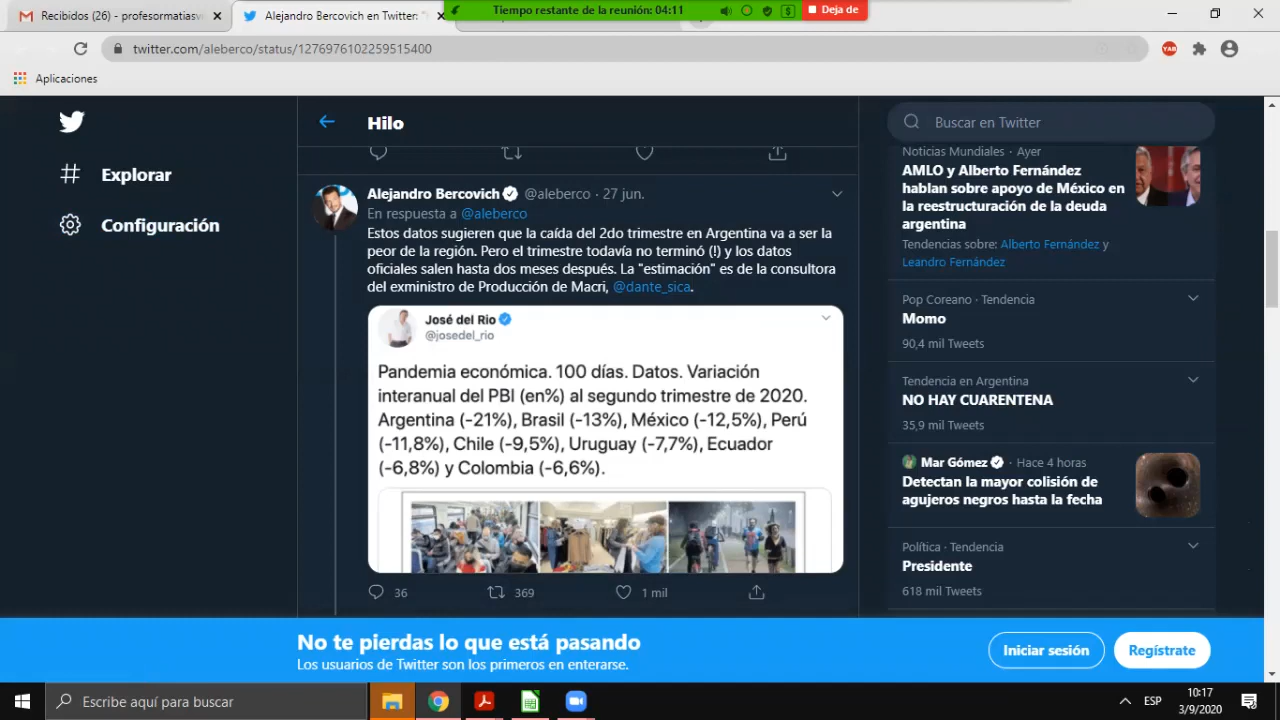 Recibidos (26) - matiasv
Alejandro Bercovich en Twitter: "
Tiempo restante de la reunión: 04:11
Deja de
twitter.com/aleberco/status/1276976102259515400
Aplicaciones
Explorar
Configuración
Hilo
Alejandro Bercovich @aleberco · 27 jun.
En respuesta a @aleberco
Estos datos sugieren que la caída del 2do trimestre en Argentina va a ser la
peor de la región. Pero el trimestre todavía no terminó (!) y los datos
oficiales salen hasta dos meses después. La "estimación" es de la consultora
del exministro de Producción de Macri, @dante_sica.
José del Rio
@josedel_rio
Pandemia económica. 100 días. Datos. Variación
interanual del PBI (en%) al segundo trimestre de 2020.
Argentina (-21%), Brasil (-13%), México (-12,5%), Perú
(-11,8%), Chile (-9,5%), Uruguay (-7,7%), Ecuador
(-6,8%) y Colombia (-6,6%).
36
369
1 mil
Buscar en Twitter
Noticias Mundiales · Ayer
AMLO y Alberto Fernández
hablan sobre apoyo de México en
la reestructuración de la deuda
argentina
Tendencias sobre: Alberto Fernández y
Leandro Fernández
Pop Coreano · Tendencia
Momo
90,4 mil Tweets
Tendencia en Argentina
NO HAY CUARENTENA
35,9 mil Tweets
Mar Gómez · Hace 4 horas
Detectan la mayor colisión de
agujeros negros hasta la fecha
Política · Tendencia
Presidente
618 mil Tweets
No te pierdas lo que está pasando
Los usuarios de Twitter son los primeros en enterarse.
Iniciar sesión
Regístrate
Escribe aquí para buscar
ESP
10:17
3/9/2020